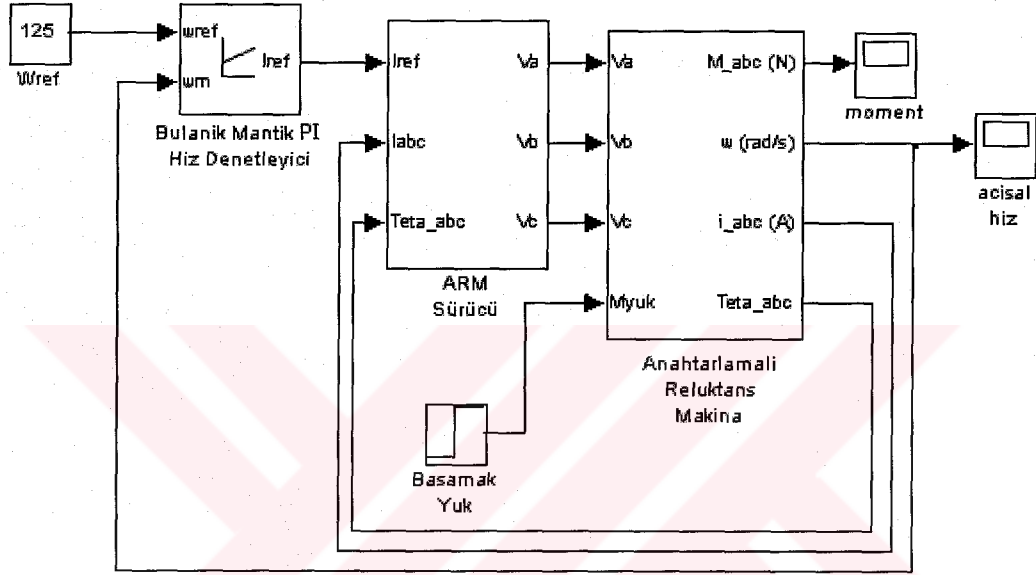 125
Wref
wref
wm
Iref
Bulanik Mantik PI
Hiz Denetleyici
Iref
Iabc
Teta_abc
Va
Vb
Vc
ARM
Sürücü
Va
Vb
Vc
Myuk
M_abc (N)
w (rad/s)
i_abc (A)
Teta_abc
Anahtarlamali
Reluktans
Makina
moment
acisal
hiz
Basamak
Yuk